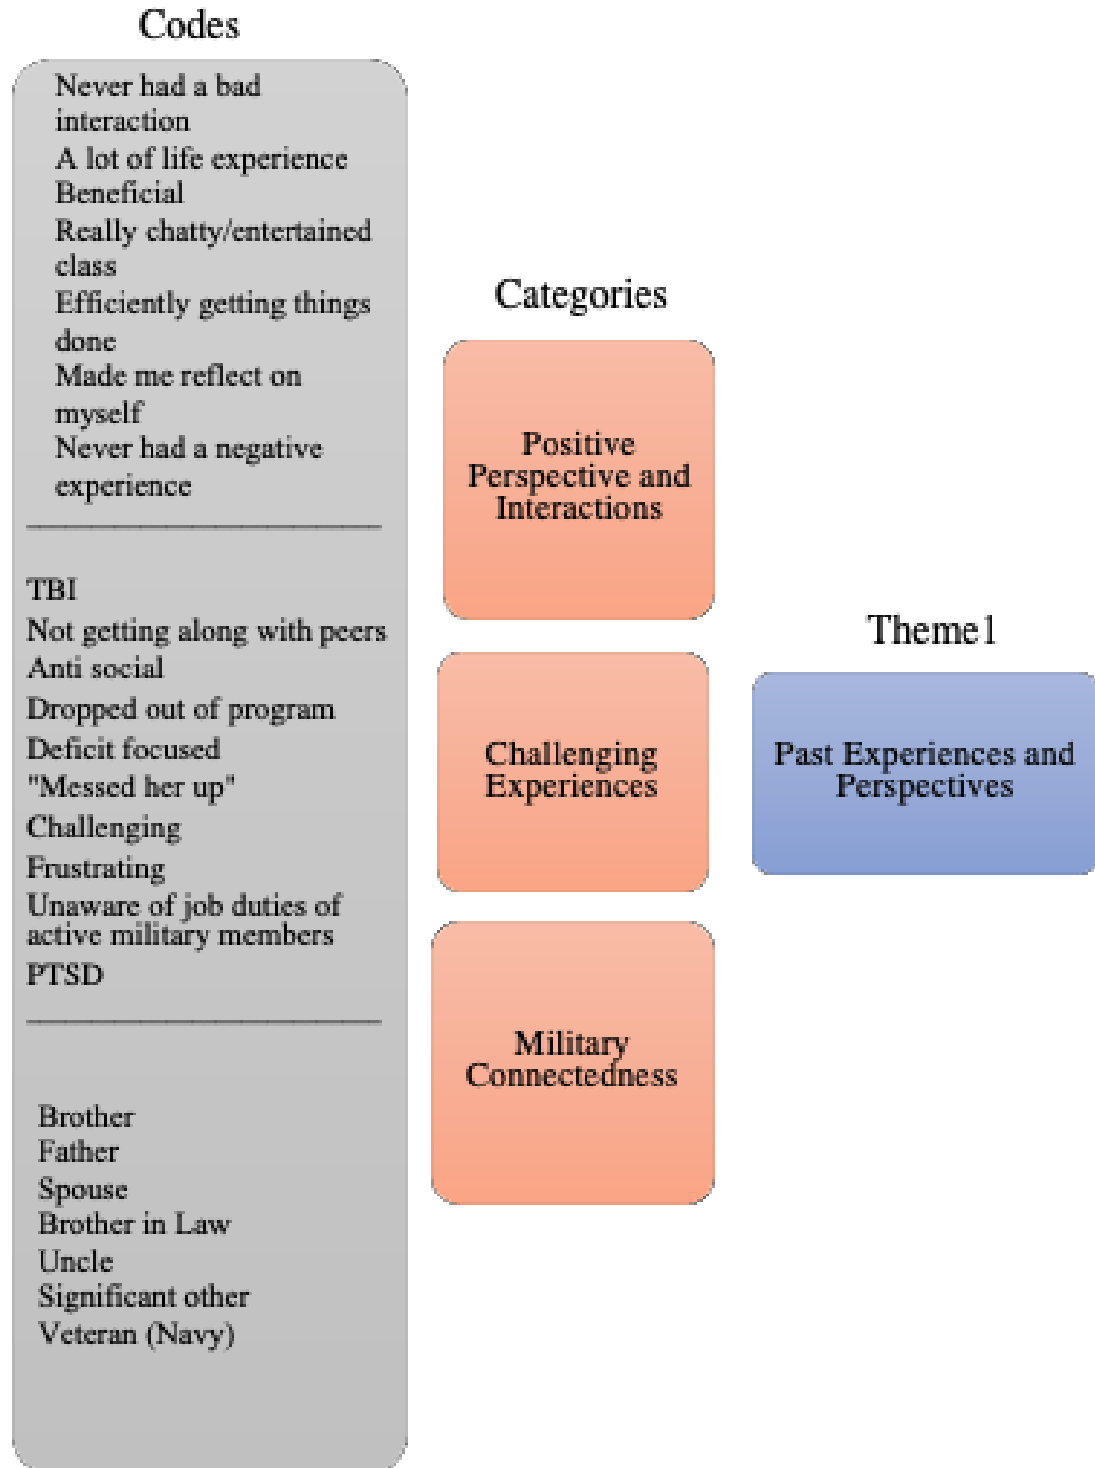 Codes
Never had a bad
interaction
A lot of life experience
Beneficial
Really chatty/entertained
class
Efficiently getting things
done
Made me reflect on
myself
Never had a negative
experience
TBI
Not getting along with peers
Anti social
Dropped out of program
Deficit focused
"Messed her up"
Challenging
Frustrating
Unaware of job duties of
active military members
PTSD
Brother
Father
Spouse
Brother in Law
Uncle
Significant other
Veteran (Navy)
Categories
Positive
Perspective and
Interactions
Challenging
Experiences
Military
Connectedness
Theme1
Past Experiences and
Perspectives